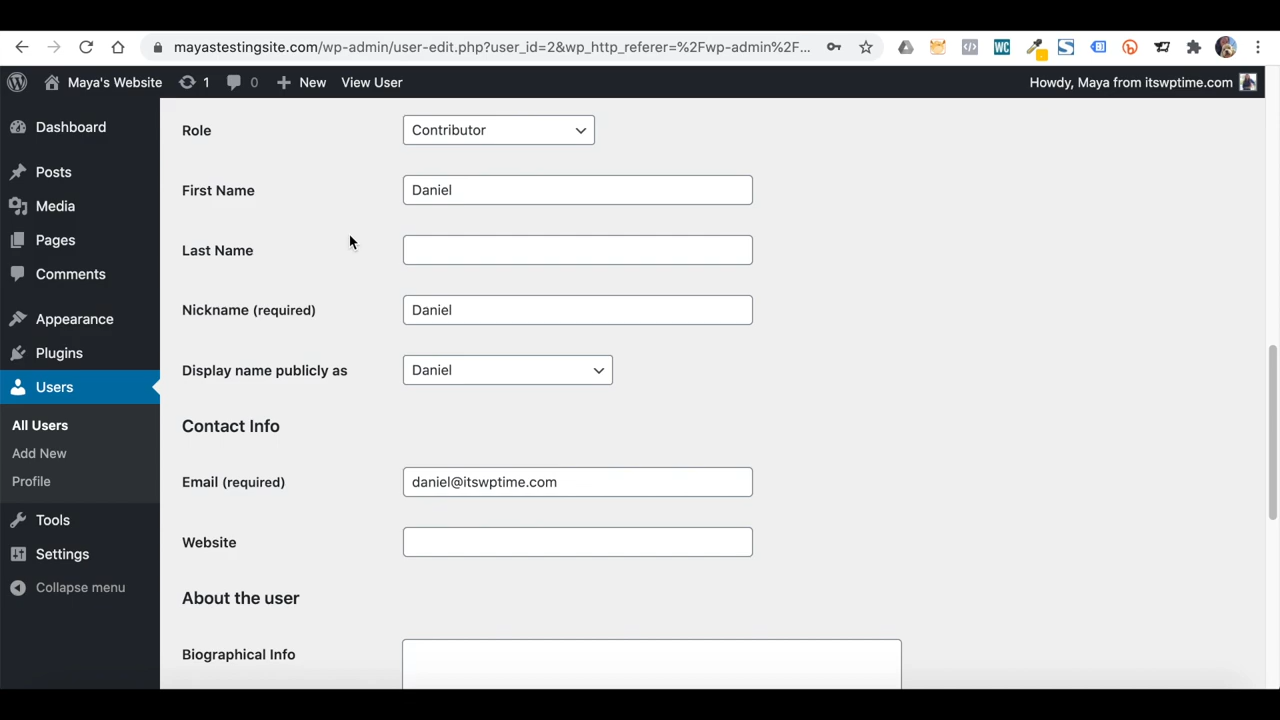 mayastestingsite.com/wp-admin/user-edit.php?user_id=2&wp_http_referer=%2Fwp-admin%2F...
Maya's Website
1
0
New
View User
Howdy, Maya from itswptime.com
Dashboard
Posts
Media
Pages
Comments
Appearance
Plugins
Users
All Users
Add New
Profile
Tools
Settings
Collapse menu
Role
Contributor
First Name
Daniel
Last Name
Nickname (required)
Daniel
Display name publicly as
Daniel
Contact Info
Email (required)
daniel@itswptime.com
Website
About the user
Biographical Info